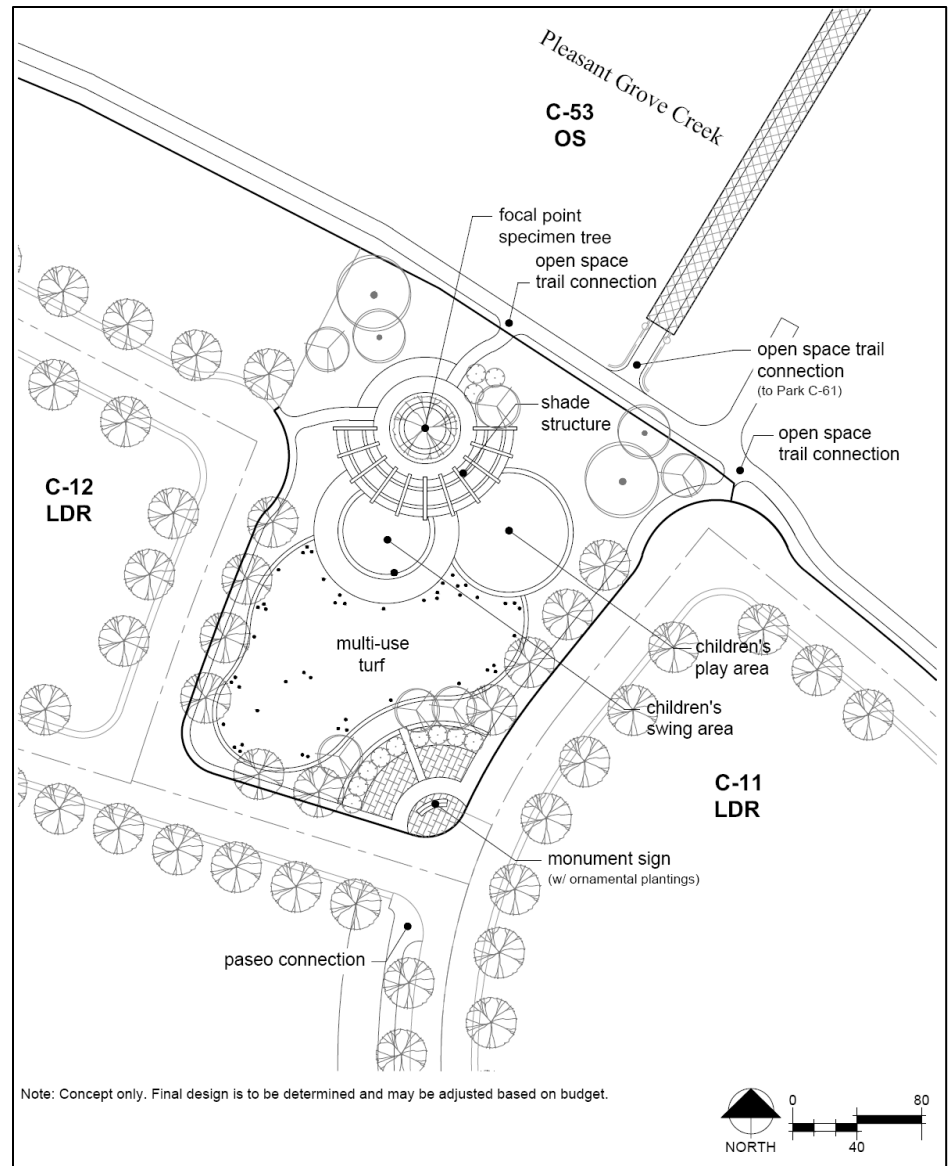 Pleasant Grove Creek
C-53
OS
focal point
specimen tree
open space
trail connection
open space trail
connection
(to Park C-61)
shade
structure
open space
trail connection
C-12
LDR
multi-use
turf
children's
play area
children's
swing area
C-11
LDR
monument sign
(w/ ornamental plantings)
paseo connection
Note: Concept only. Final design is to be determined and may be adjusted based on budget.
NORTH
0
80
40